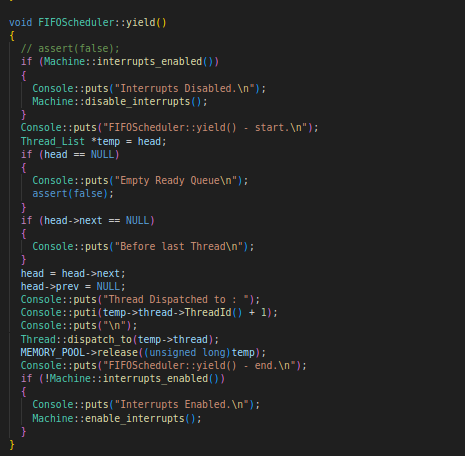 void FIFOScheduler::yield()
{
// assert(false);
if (Machine::interrupts_enabled())
{
Console::puts("Interrupts Disabled.\n");
Machine::disable_interrupts();
}
Console::puts("FIFOScheduler::yield() - start.\n");
Thread_List *temp = head;
if (head == NULL)
{
Console::puts("Empty Ready Queue\n");
assert(false);
}
if (head->next == NULL)
{
Console::puts("Before last Thread\n");
}
head = head->next;
head->prev = NULL;
Console::puts("Thread Dispatched to : ");
Console::puti(temp->thread->ThreadId() + 1);
Console::puts("\n");
Thread::dispatch_to(temp->thread);
MEMORY_POOL->release((unsigned long)temp);
Console::puts("FIFOScheduler::yield() - end.\n");
if (!Machine::interrupts_enabled())
{
Console::puts("Interrupts Enabled.\n");
Machine::enable_interrupts();
}
}